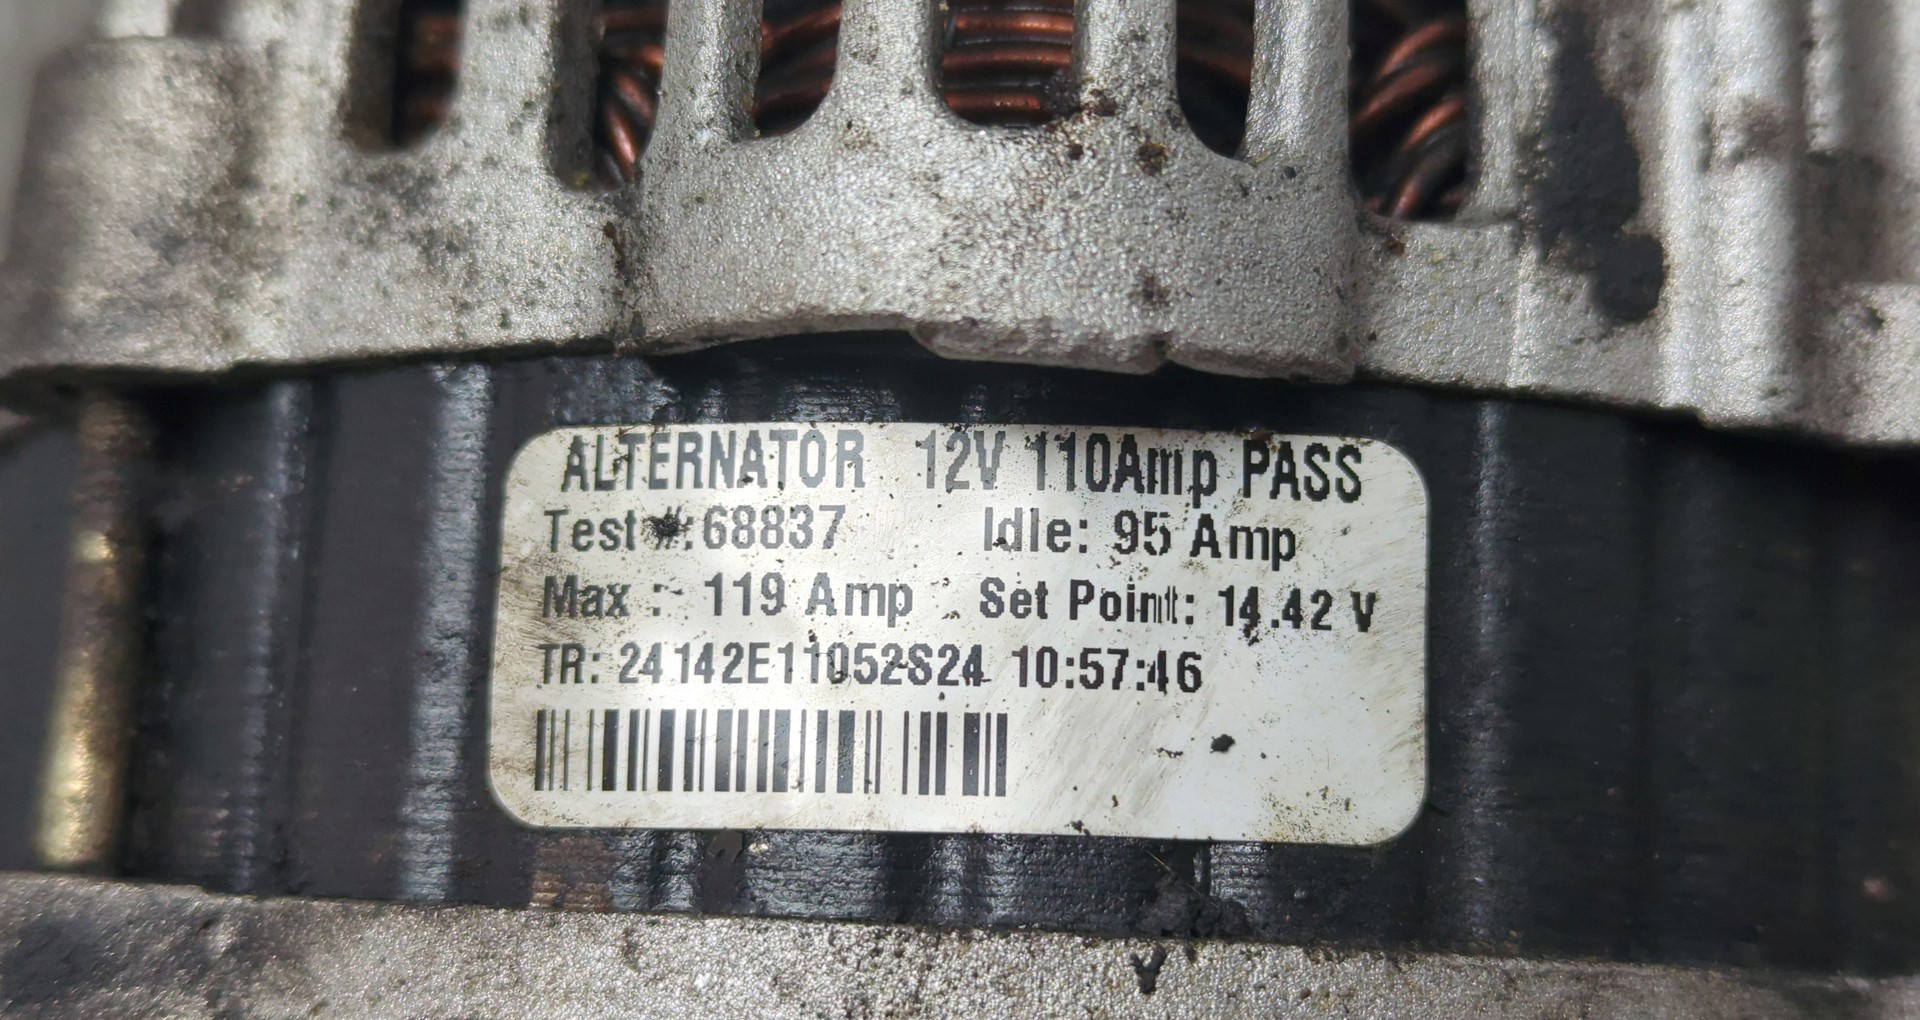 ALTERNATOR 12V 110Amp PASS
Test #: 68837 Idle: 95 Amp
Max : 119 Amp Set Point: 14.42 V
TR: 24142E11052S24 10:57:46